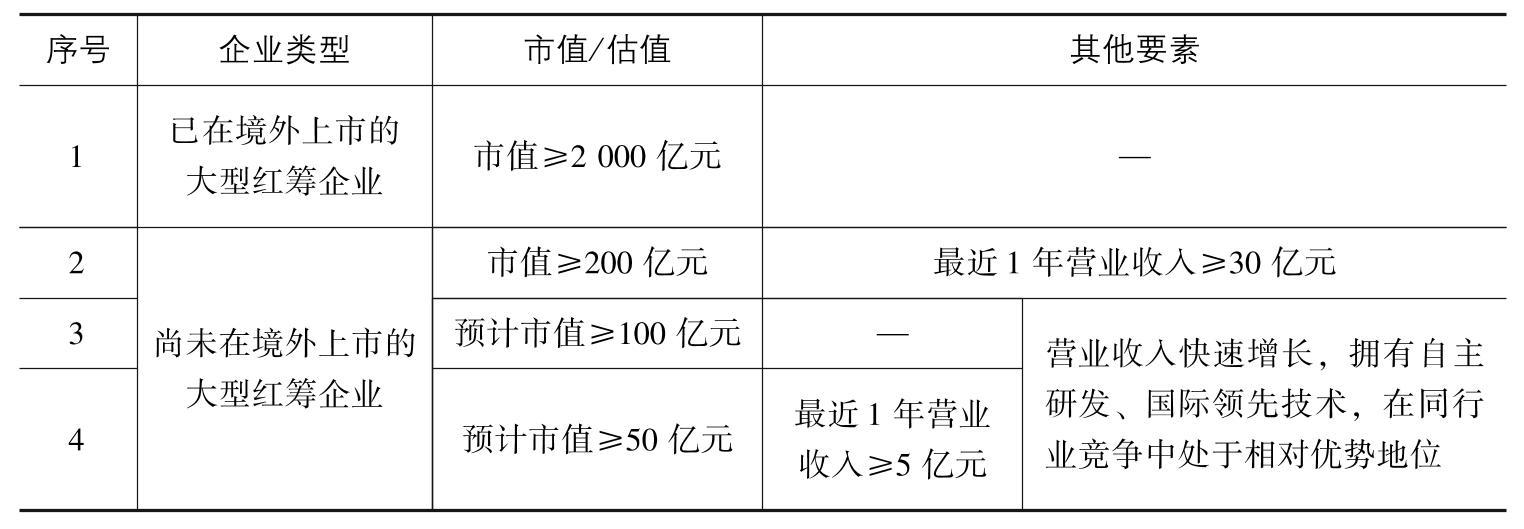 序号 企业类型 市值/估值 其他要素
1 已在境外上市的
大型红筹企业 市值≥2 000 亿元 —
2 尚未在境外上市的
大型红筹企业 市值≥200 亿元 最近 1 年营业收入≥30 亿元
3 预计市值≥100 亿元 — 营业收入快速增长，拥有自主
研发、国际领先技术，在同行
业竞争中处于相对优势地位
4 预计市值≥50 亿元 最近 1 年营业
收入≥5 亿元